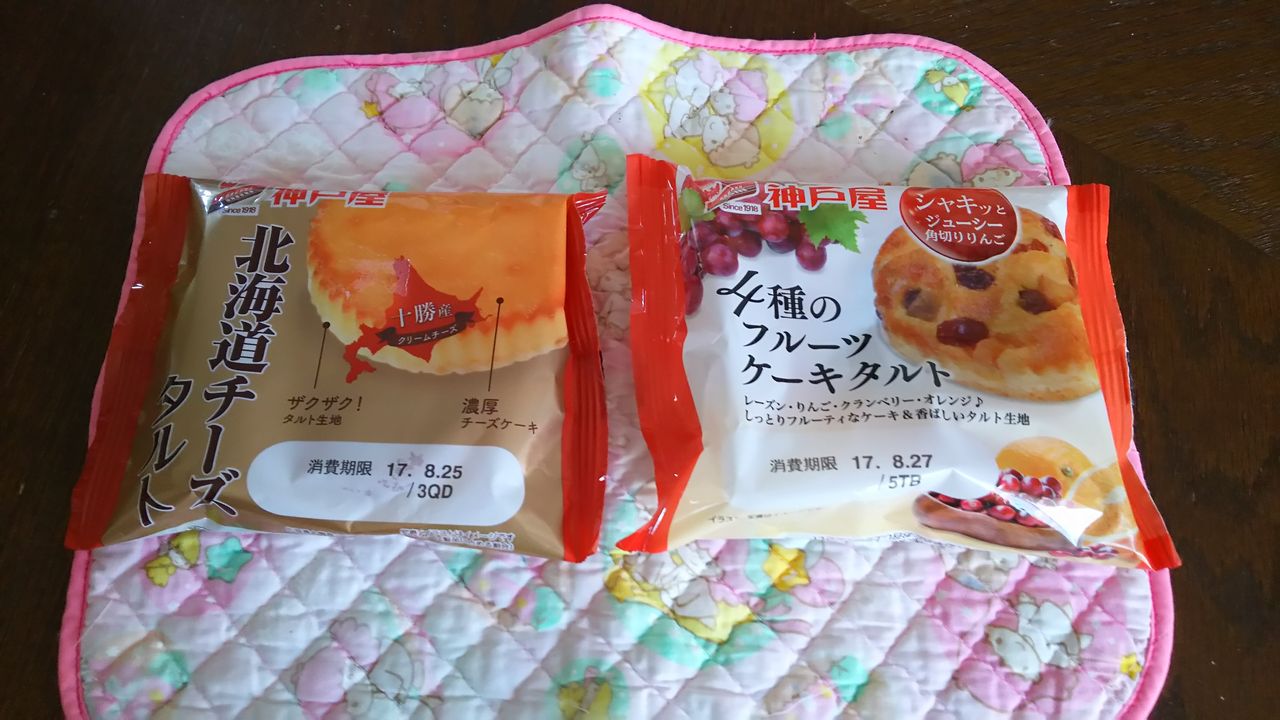 Since 1918
神戸屋
北海道チーズ
タルト
十勝産
クリームチーズ
ザクザク!
タルト生地
濃厚
チーズケーキ
消費期限 17. 8.25
/3QD
Since 1918
神戸屋
シャキッと
ジューシー
角切りりんご
4種の
フルーツ
ケーキタルト
レーズン・りんご・クランベリー・オレンジ♪
しっとりフルーティなケーキ&香ばしいタルト生地
消費期限 17. 8.27
/5TB